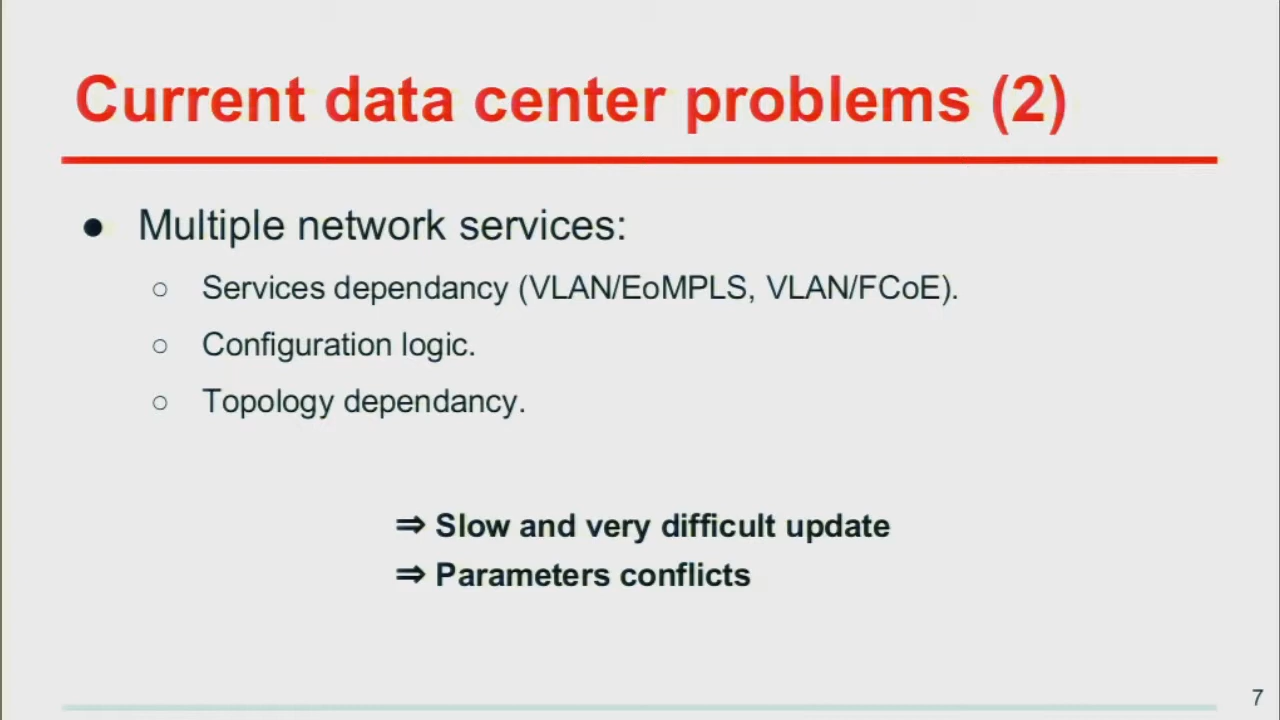 Current data center problems (2)
● Multiple network services:
○ Services dependancy (VLAN/EoMPLS, VLAN/FCoE).
○ Configuration logic.
○ Topology dependancy.
⇒ Slow and very difficult update
⇒ Parameters conflicts
7